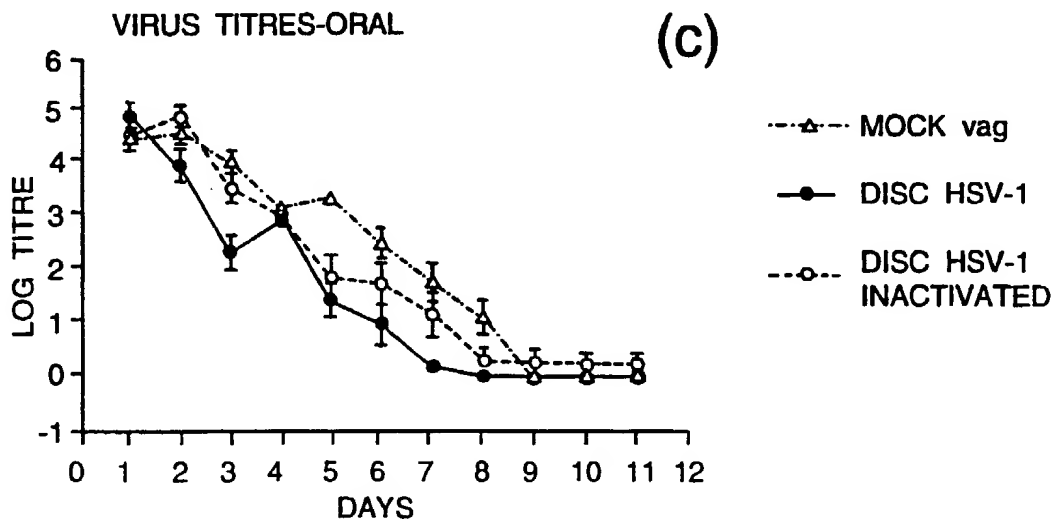 VIRUS TITRES-ORAL
(c)
LOG TITRE
6
5
4
3
2
1
0
-1
0 1 2 3 4 5 6 7 8 9 10 11 12
DAYS
MOCK vag
DISC HSV-1
DISC HSV-1
INACTIVATED